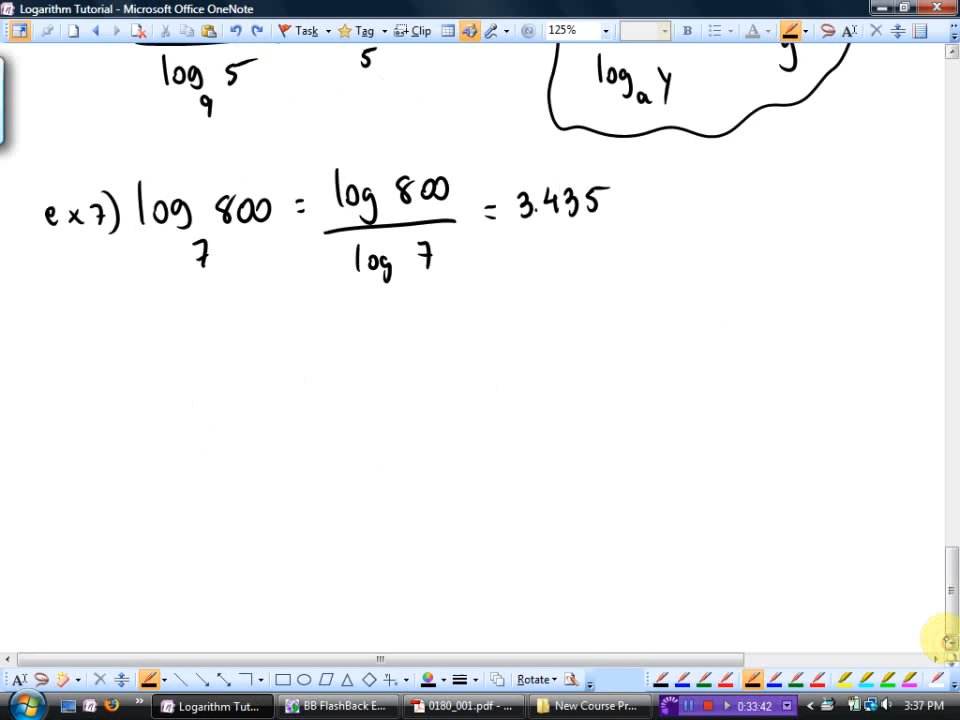 Logarithm Tutorial - Microsoft Office OneNote
Task Tag Clip 125% B A A
log 5
9
5
log a y
y
ex7) log 7 800 = log 800 / log 7 = 3.435
A Rotate
Logarithm Tut... BB FlashBack E... 0180_001.pdf - ... New Course Pr... 0:33:42 3:37 PM